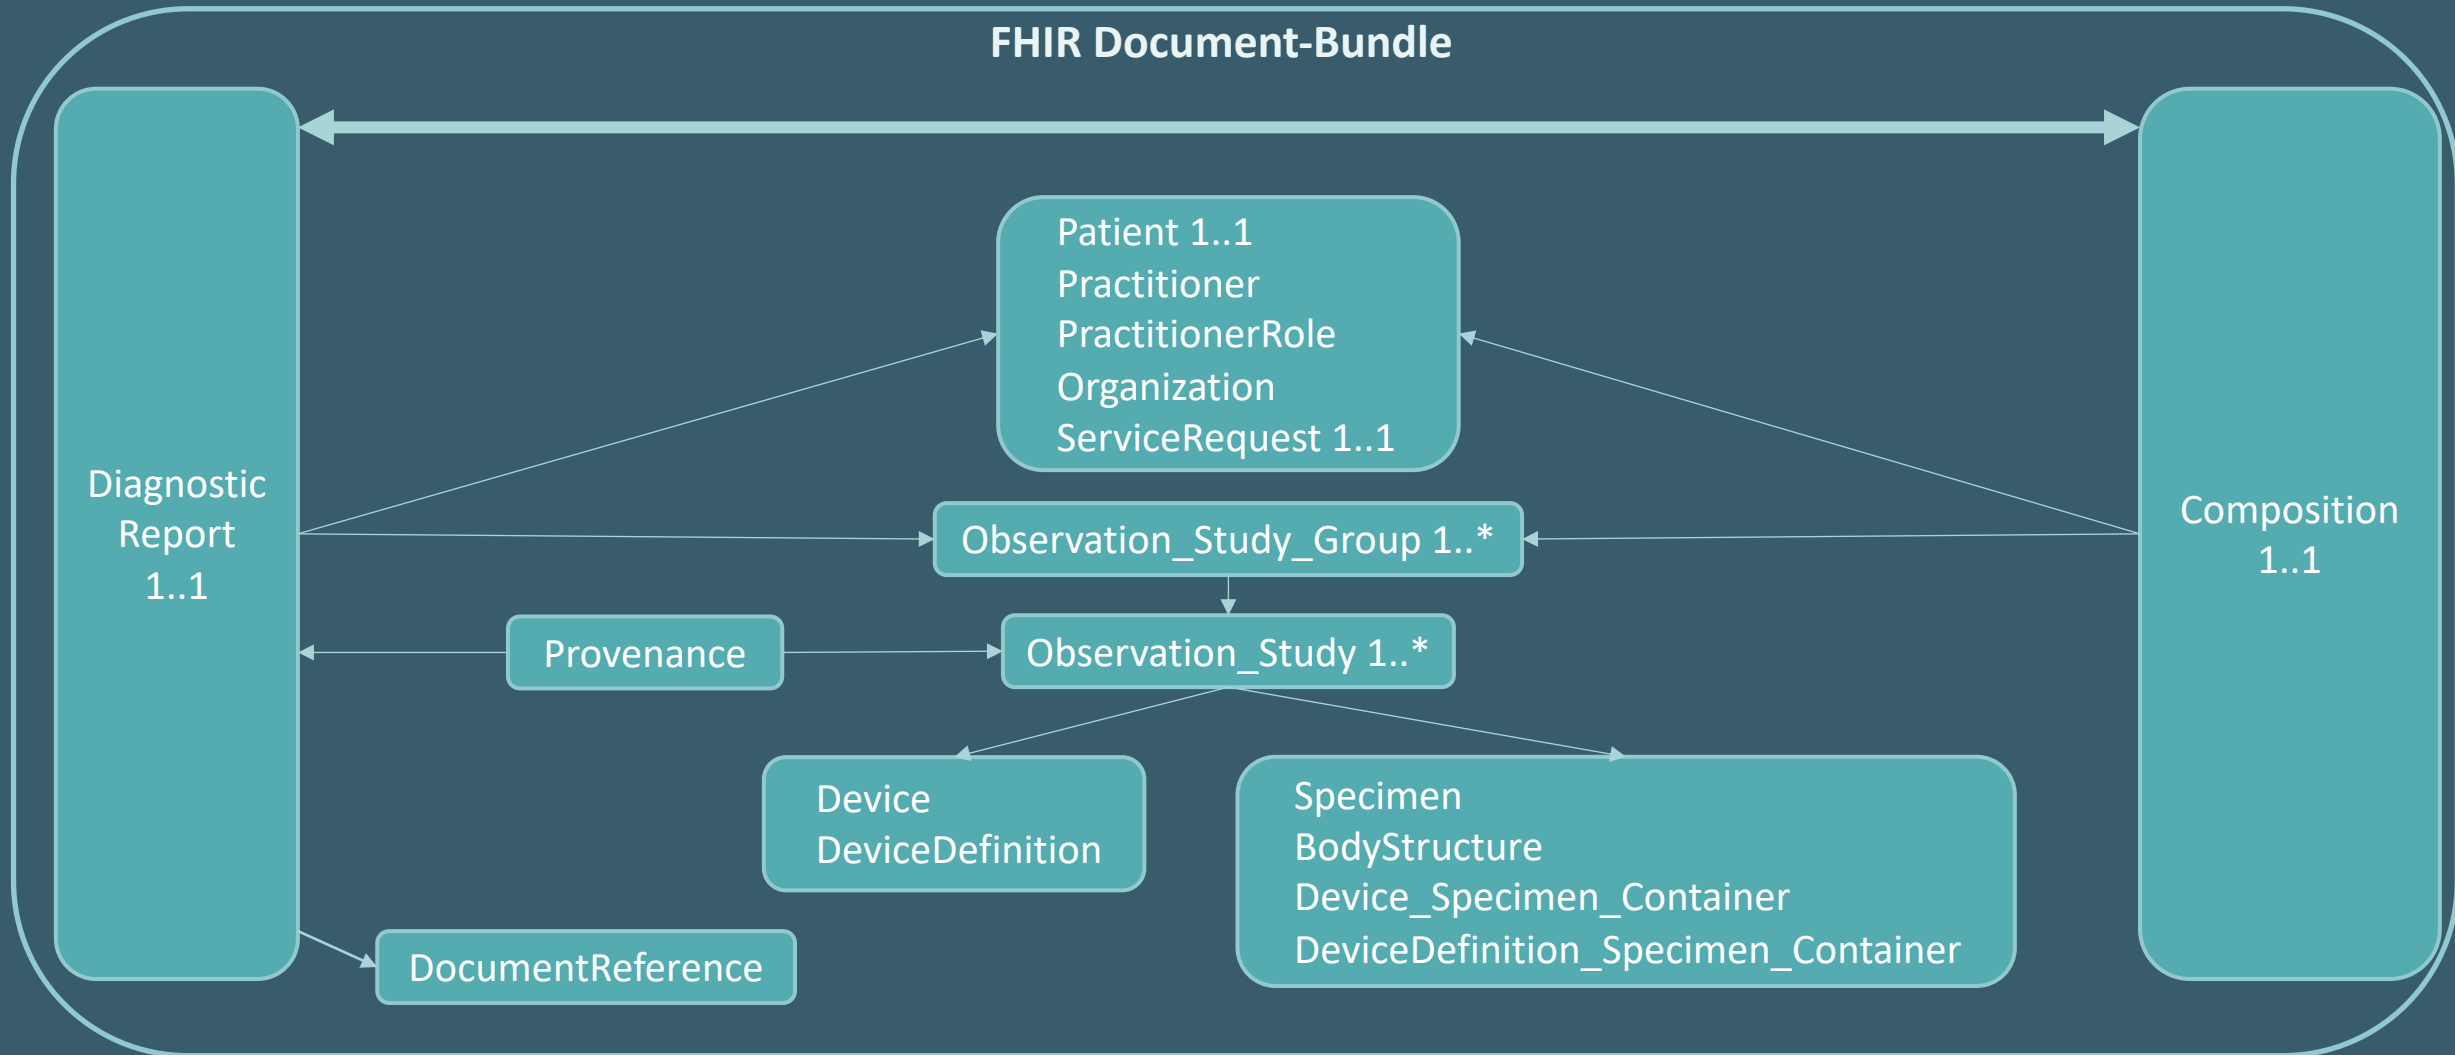 FHIR Document-Bundle
Diagnostic
Report
1..1
Patient 1..1
Practitioner
PractitionerRole
Organization
ServiceRequest 1..1
Composition
1..1
Observation_Study_Group 1..*
Provenance
Observation_Study 1..*
Device
DeviceDefinition
Specimen
BodyStructure
Device_Specimen_Container
DeviceDefinition_Specimen_Container
DocumentReference